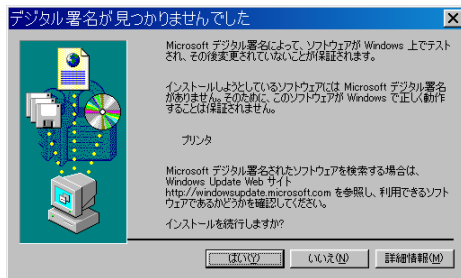 デジタル署名が見つかりませんでした
Microsoft デジタル署名によって、ソフトウェアが Windows 上でテスト
され、その後変更されていないことが保証されます。
インストールしようとしているソフトウェアには Microsoft デジタル署名
がありません。そのために、このソフトウェアが Windows で正しく動作
することは保証されません。
プリンタ
Microsoft デジタル署名されたソフトウェアを検索する場合は、
Windows Update Web サイト
http://windowsupdate.microsoft.com を参照し、利用できるソフト
ウェアであるかどうかを確認してください。
インストールを続行しますか?
はい(Y) いいえ(N) 詳細情報(M)